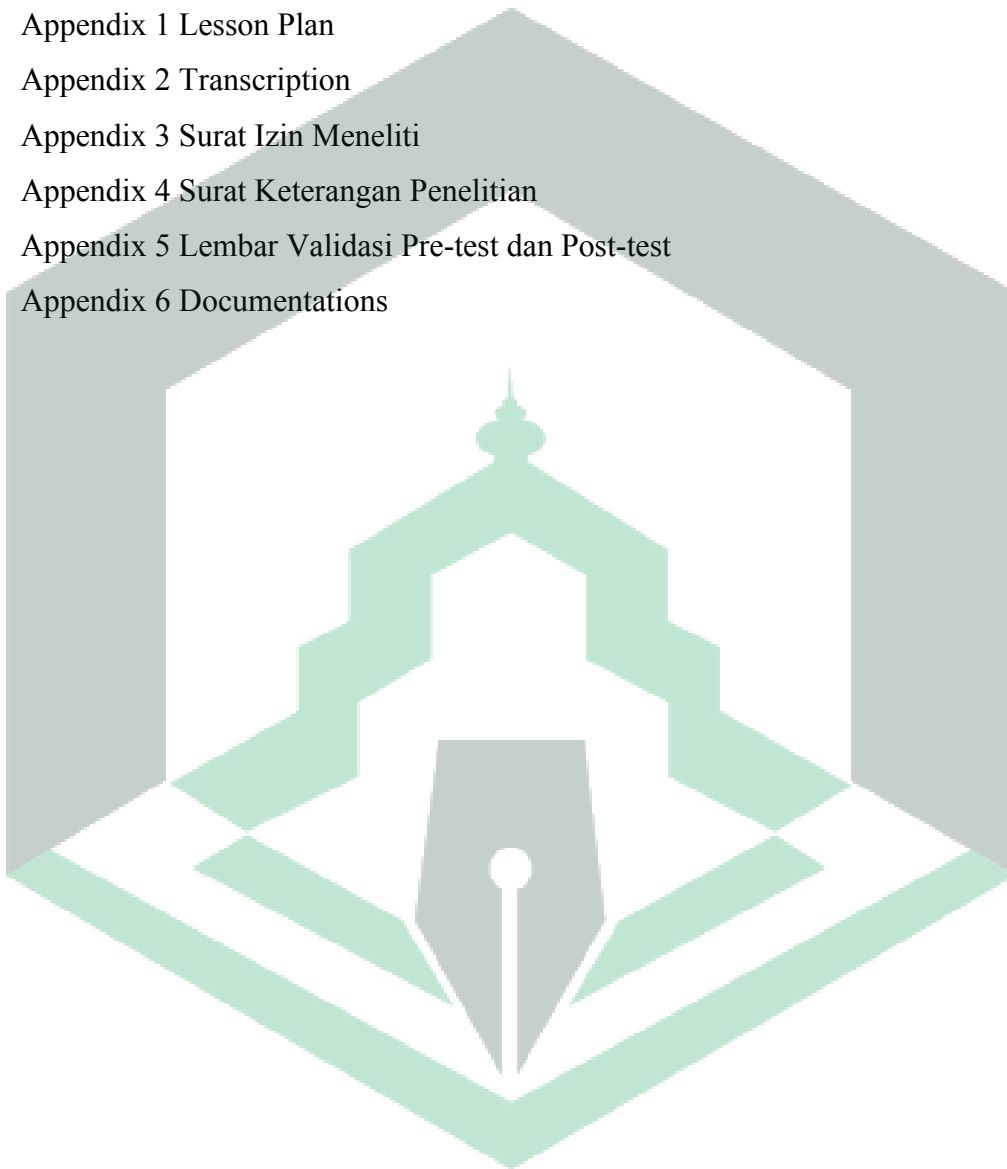 Appendix 1 Lesson Plan
Appendix 2 Transcription
Appendix 3 Surat Izin Meneliti
Appendix 4 Surat Keterangan Penelitian
Appendix 5 Lembar Validasi Pre-test dan Post-test
Appendix 6 Documentations